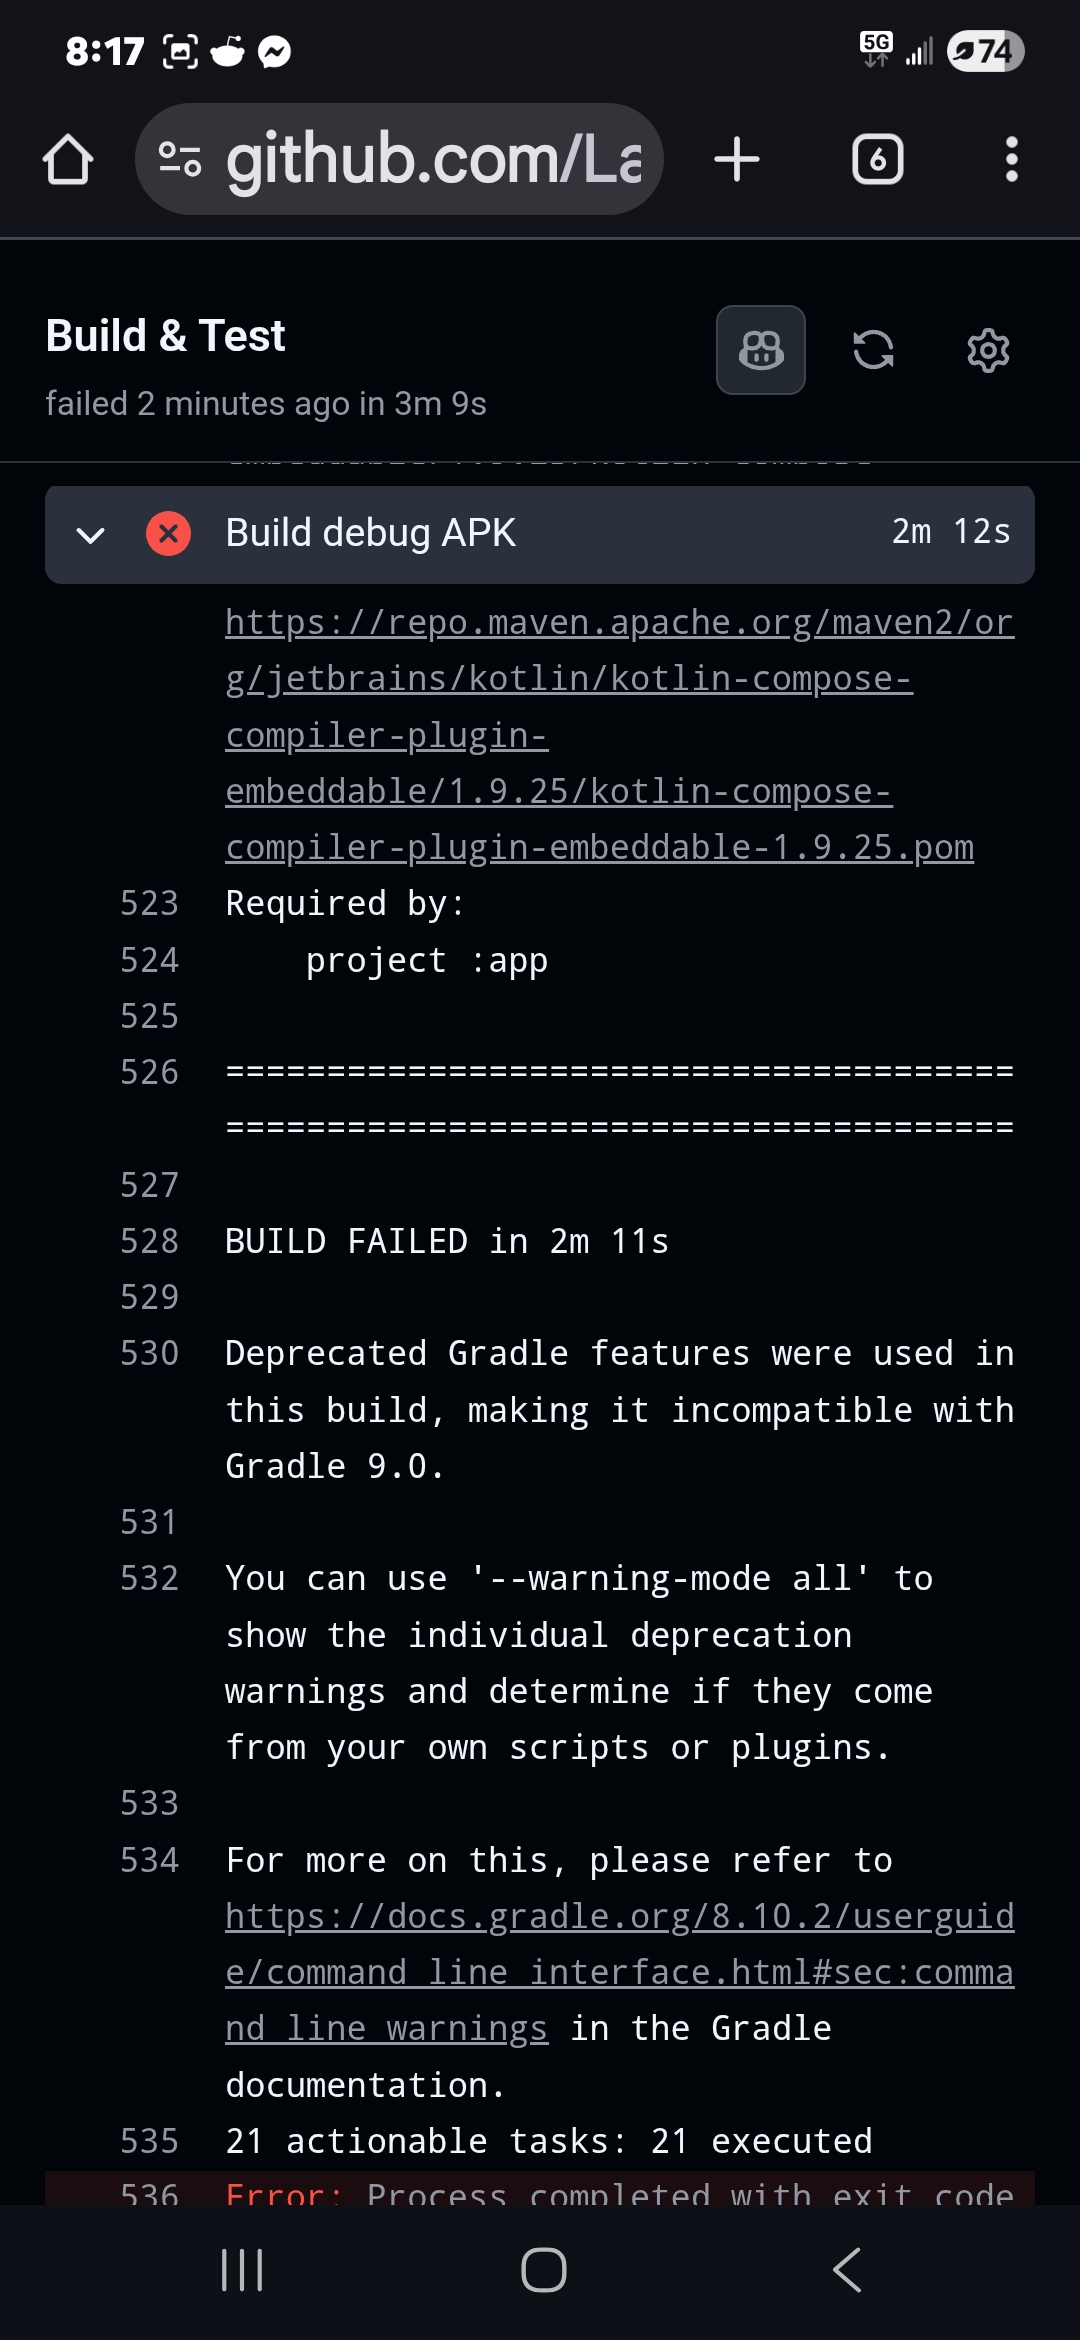 8:17
5G
74
github.com/La
6
Build & Test
failed 2 minutes ago in 3m 9s
Build debug APK 2m 12s
https://repo.maven.apache.org/maven2/or
g/jetbrains/kotlin/kotlin-compose-
compiler-plugin-
embeddable/1.9.25/kotlin-compose-
compiler-plugin-embeddable-1.9.25.pom
523 Required by:
524 project :app
525
526 =======================================
=======================================
527
528 BUILD FAILED in 2m 11s
529
530 Deprecated Gradle features were used in
this build, making it incompatible with
Gradle 9.0.
531
532 You can use '--warning-mode all' to
show the individual deprecation
warnings and determine if they come
from your own scripts or plugins.
533
534 For more on this, please refer to
https://docs.gradle.org/8.10.2/userguid
e/command_line_interface.html#sec:comma
nd_line_warnings in the Gradle
documentation.
535 21 actionable tasks: 21 executed
536 Error: Process completed with exit code